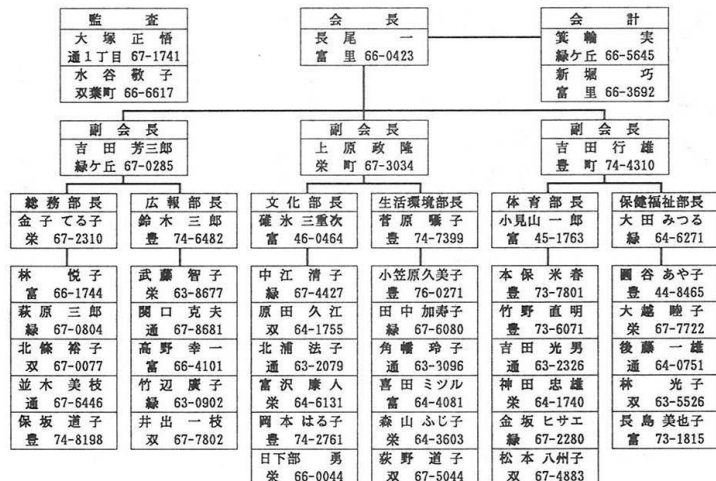 監査
大塚正悟
通1丁目 67-1741
水谷敬子
双葉町 66-6617
会長
長尾一
富里 66-0423
会計
箕輪実
緑ケ丘 66-5645
新堀巧
富里 66-3692
副会長
吉田芳三郎
緑ケ丘 67-0285
副会長
上原政隆
栄町 67-3034
副会長
吉田行雄
豊町 74-4310
総務部長
金子てる子
栄 67-2310
林悦子
富 66-1744
萩原三郎
緑 67-0804
北條裕子
双 67-0077
並木美枝
通 67-6446
保坂道子
豊 74-8198
広報部長
鈴木三郎
豊 74-6482
武藤智子
栄 63-8677
関口克夫
通 67-8681
高野幸一
富 66-4101
竹辺廣子
緑 63-0902
井出一枝
双 67-7802
文化部長
碓氷三重次
富 46-0464
中江清子
緑 67-4427
原田久江
双 64-1755
北浦法子
通 63-2079
富沢廉人
栄 64-6131
岡本はる子
豊 74-2761
日下部勇
栄 66-0044
生活環境部長
菅原 子
豊 74-7399
小笠原久美子
豊 76-0271
田中加寿子
緑 67-6080
角幡玲子
通 63-3096
喜田ミツル
富 64-4081
森山ふじ子
栄 64-3603
荻野道子
双 67-5044
体育部長
小見山一郎
富 45-1763
本保米春
豊 73-7801
竹野直明
豊 73-6071
吉田光男
通 63-2326
神田忠雄
栄 64-1740
金坂ヒサエ
緑 67-2280
松本八州子
双 67-4883
保健福祉部長
大田みつる
緑 64-6271
圓谷あや子
豊 44-8465
大越睦子
栄 67-7722
後藤一雄
通 64-0751
林光子
双 63-5526
長島美也子
富 73-1815